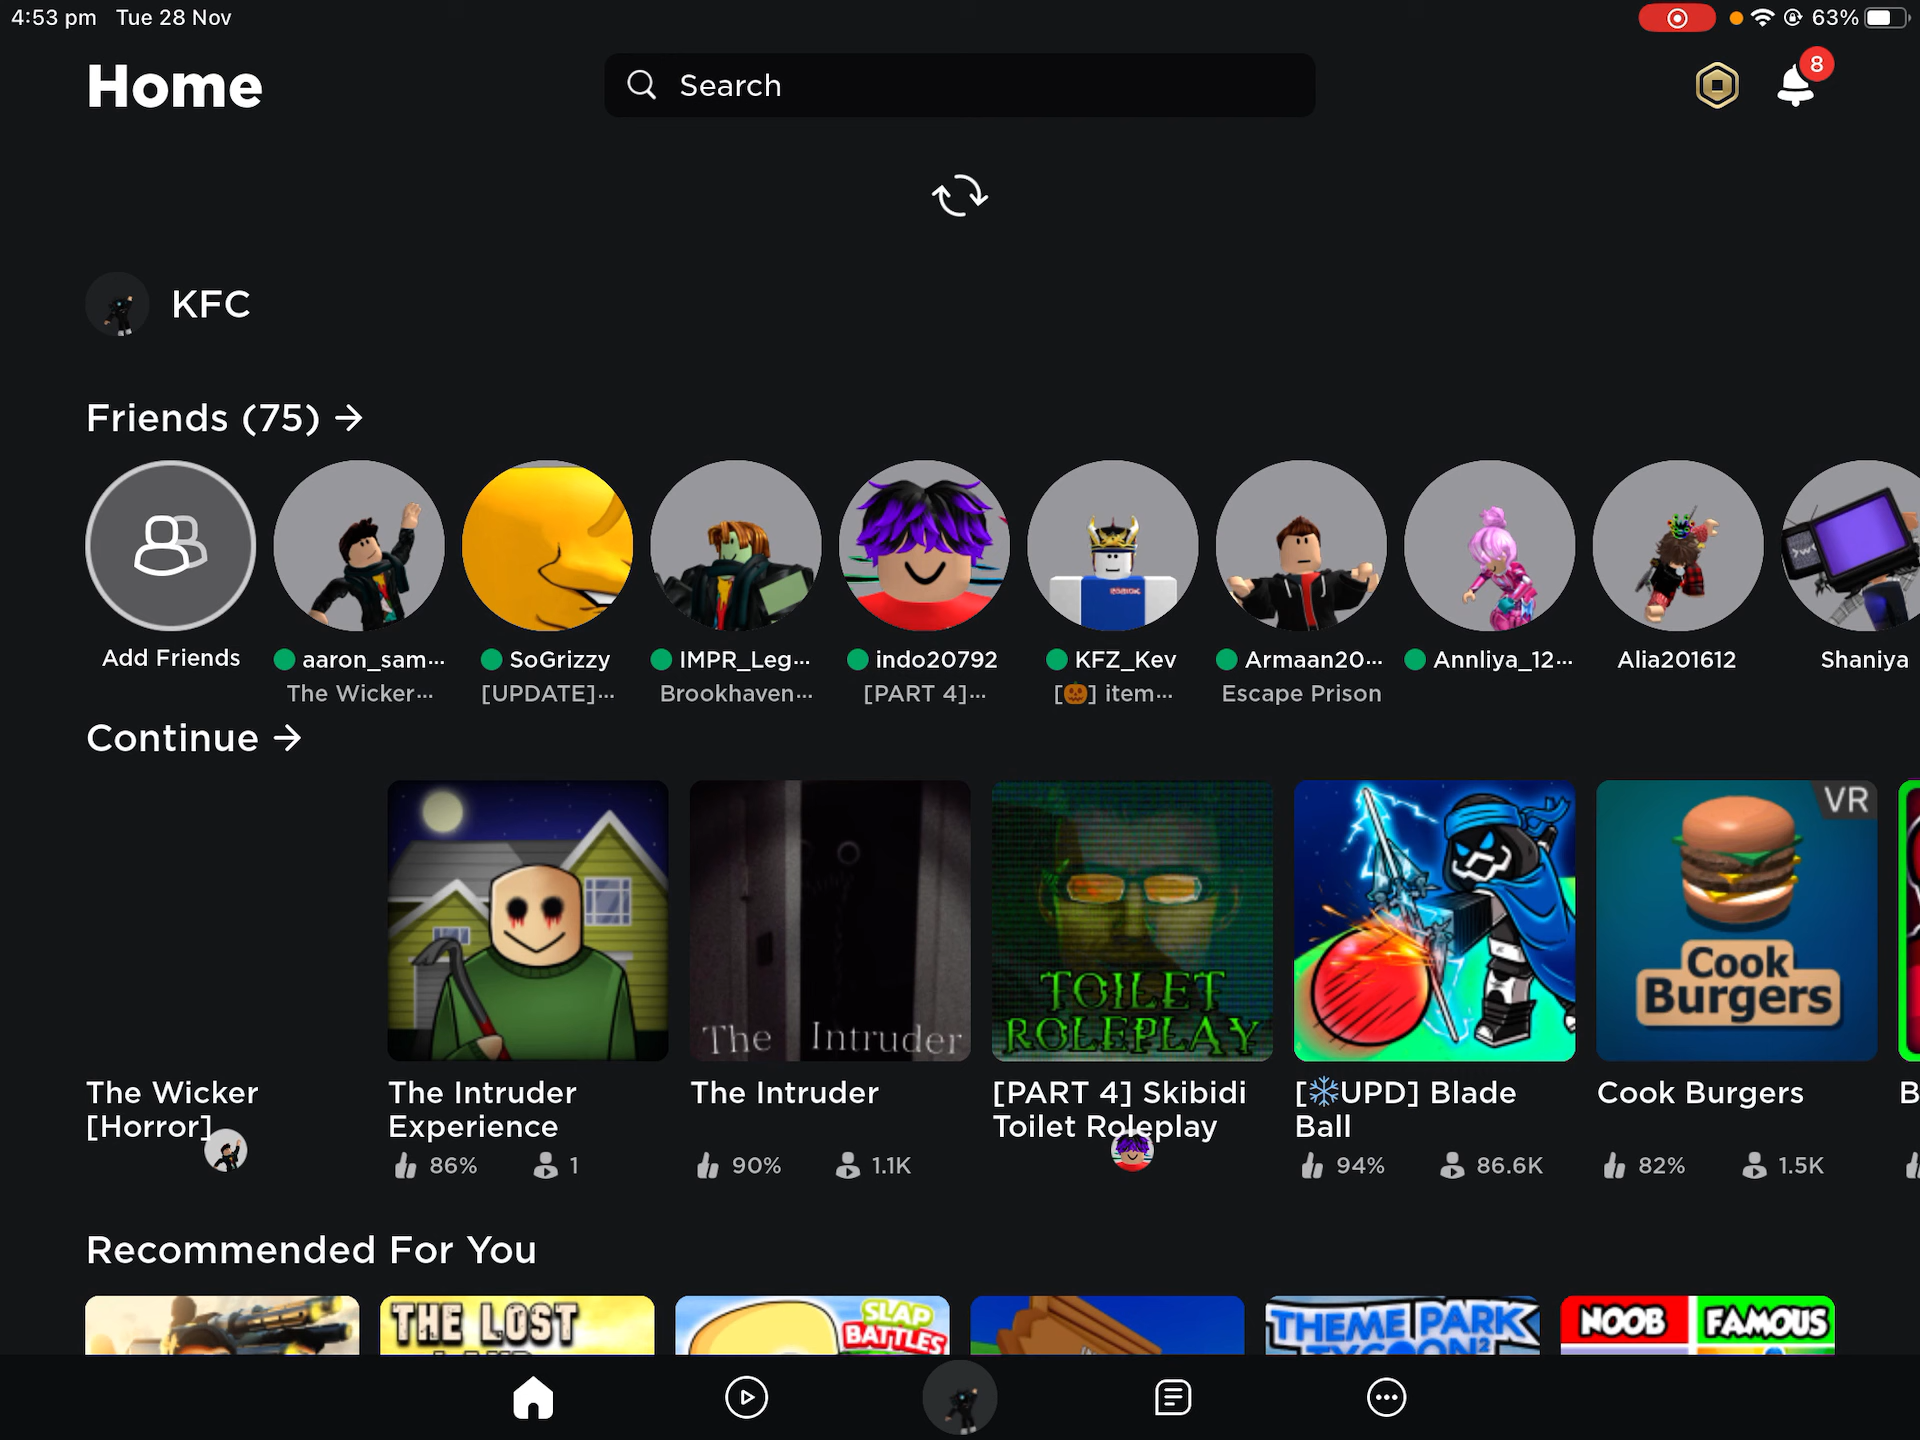 4:53 pm Tue 28 Nov 63%
Home
Search
8
KFC
Friends (75)
Add Friends
aaron_sam...
The Wicker...
SoGrizzy
[UPDATE]...
IMPR_Leg...
Brookhaven...
indo20792
[PART 4]...
KFZ_Kev
[🎃] item...
Armaan20...
Escape Prison
Annliya_12...
Alia201612
Shaniya
Continue
The Intruder
TOILET
ROLEPLAY
VR
Cook
Burgers
The Wicker
[Horror]
The Intruder
Experience
86% 1
The Intruder
90% 1.1K
[PART 4] Skibidi
Toilet Roleplay
[❄️UPD] Blade
Ball
94% 86.6K
Cook Burgers
82% 1.5K
B
Recommended For You
THE LOST
SLAP
BATTLES
THEME PARK
TYCOON2
NOOB FAMOUS